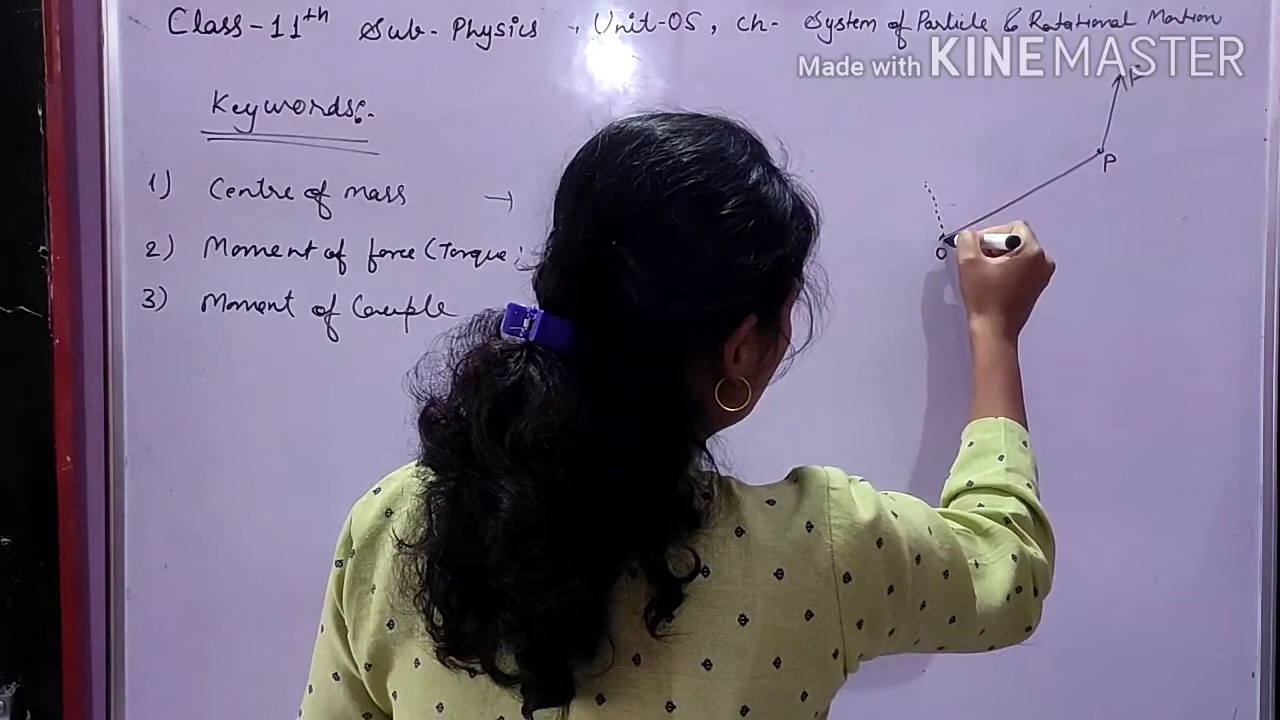 Class-11th Sub-Physics, Unit-05, Ch- System of Particle & Rotational Motion
Made with KINEMASTER
Keywords:-
1) Centre of mass →
2) Moment of force (Torque)
3) Moment of Couple
F
P
O